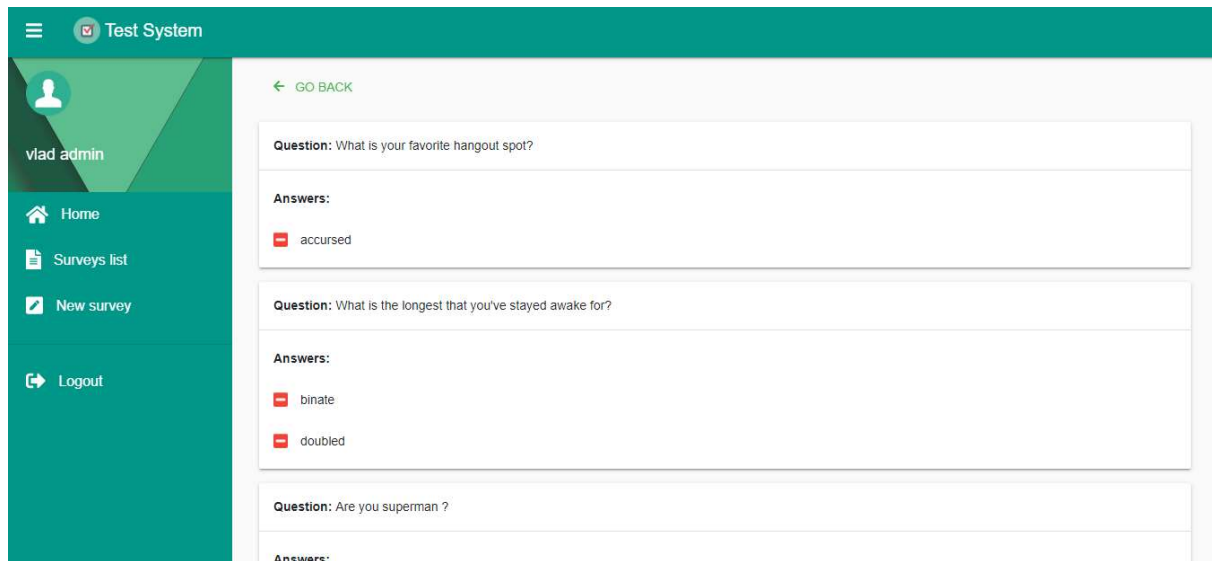 Test System
vlad admin
Home
Surveys list
New survey
Logout
GO BACK
Question: What is your favorite hangout spot?
Answers:
accursed
Question: What is the longest that you've stayed awake for?
Answers:
binate
doubled
Question: Are you superman ?
Answers: